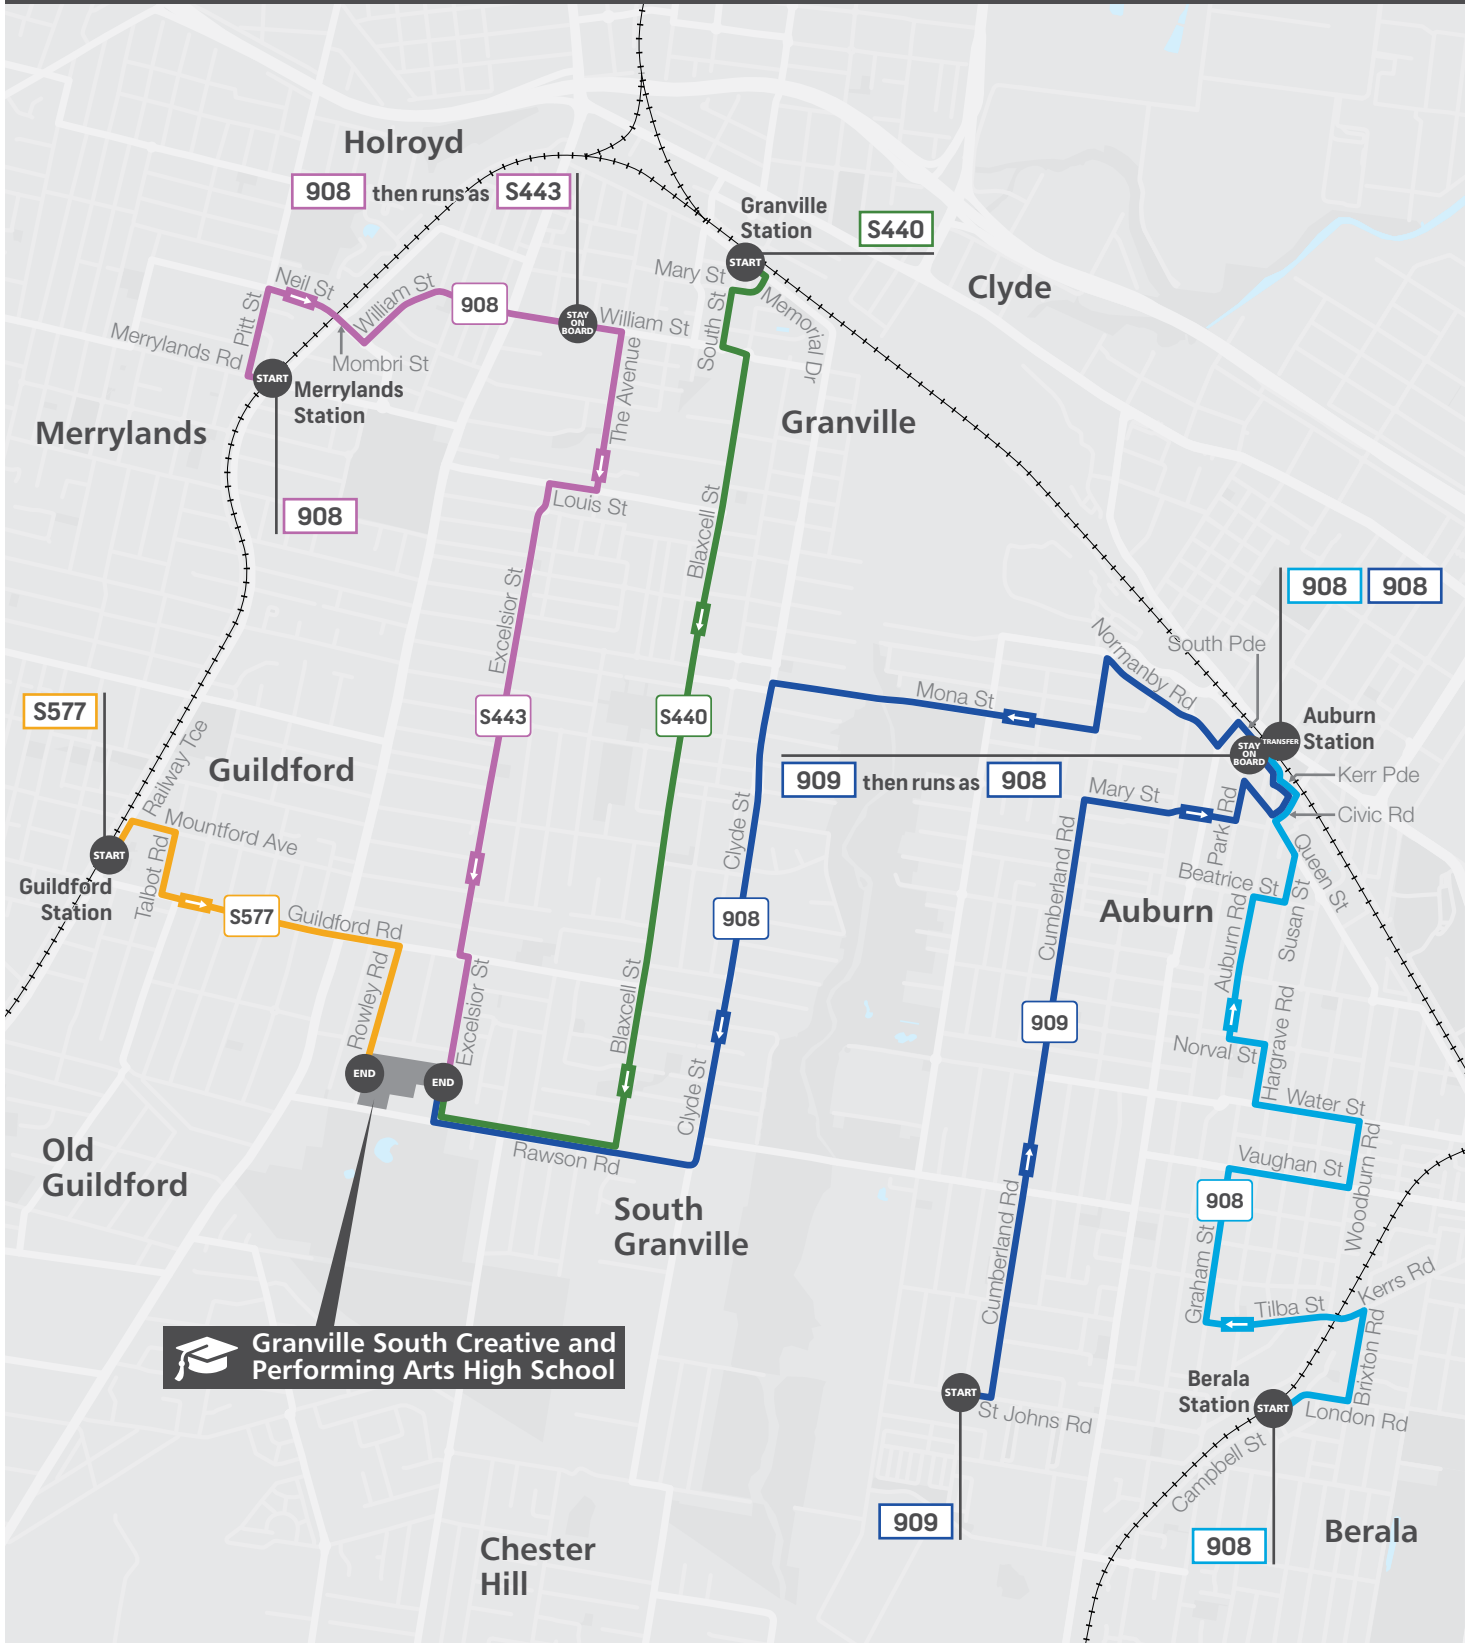 Holroyd
908 then runs as S443
Granville
Station
S440
START
Clyde
Mary St
Memorial Dr
South St
Neil St
William St
908
STAY
ON
BOARD
William St
Pitt St
Merrylands Rd
Mombri St
START
Merrylands
Station
The Avenue
Merrylands
Granville
908
Louis St
Blaxcell St
Excelsior St
908 908
Normanby Rd
South Pde
Mona St
S577
S443
S440
Auburn
Station
STAY
ON
BOARD
TRANSFER
Railway Tce
Guildford
909 then runs as 908
Kerr Pde
Civic Rd
Mary St
Park Rd
Mountford Ave
Clyde St
Cumberland Rd
Queen St
START
Guildford
Station
Talbot Rd
Beatrice St
Susan St
Auburn
Auburn Rd
S577
Guildford Rd
908
Rowley Rd
Excelsior St
Blaxcell St
909
Norval St
Hargrave Rd
END
END
Clyde St
Water St
Old
Guildford
Rawson Rd
Vaughan St
Woodburn Rd
908
South
Granville
Cumberland Rd
Graham St
Tilba St
Kerrs Rd
Granville South Creative and
Performing Arts High School
Brixton Rd
Berala
Station
START
START
St Johns Rd
London Rd
Campbell St
909
908
Berala
Chester
Hill